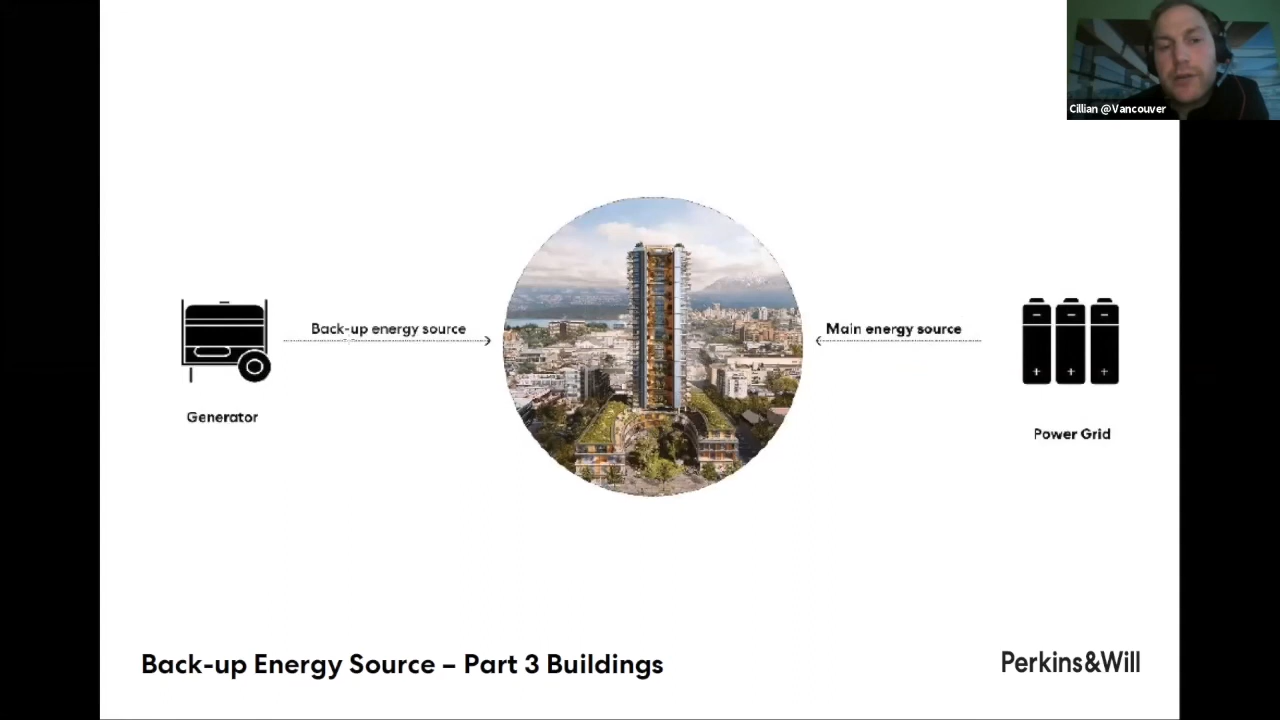 Cillian @Vancouver
Back-up energy source
Main energy source
Generator
Power Grid
Back-up Energy Source – Part 3 Buildings
Perkins&Will